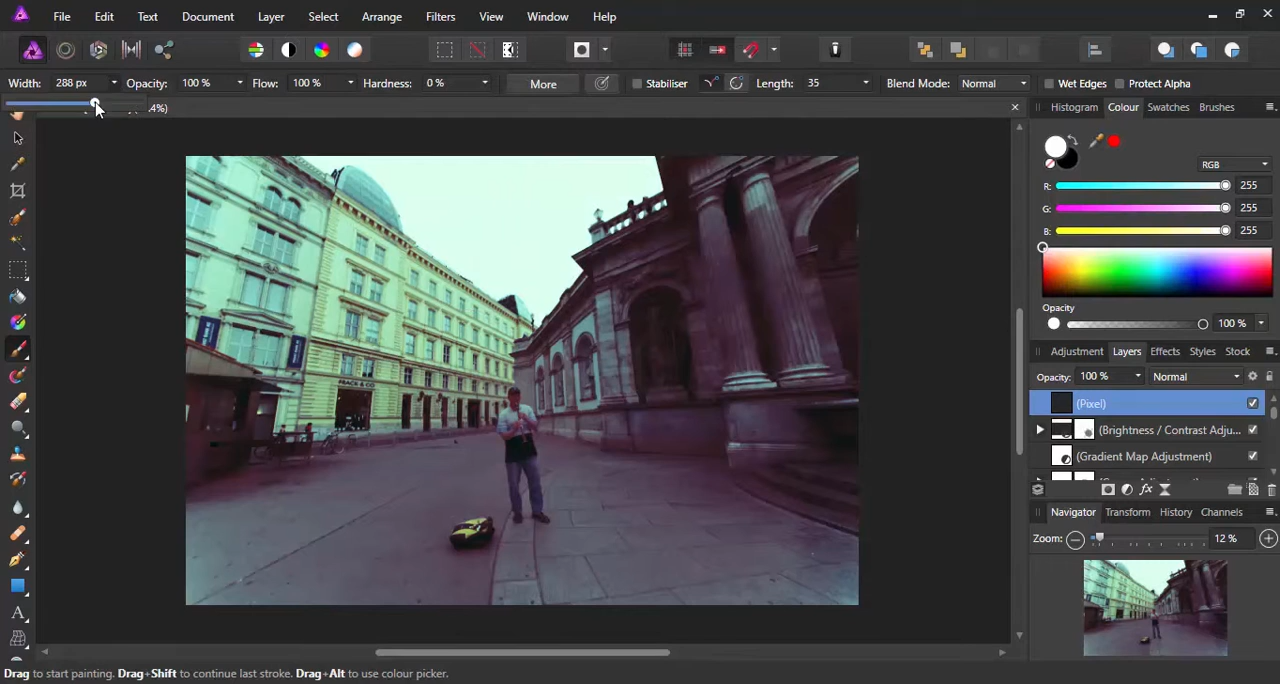 File Edit Text Document Layer Select Arrange Filters View Window Help
Width: 288 px Opacity: 100 % Flow: 100 % Hardness: 0 % More Stabiliser Length: 35 Blend Mode: Normal Wet Edges Protect Alpha
.4%)
Histogram Colour Swatches Brushes
RGB
R: 255
G: 255
B: 255
Opacity
100 %
Adjustment Layers Effects Styles Stock
Opacity: 100 % Normal
(Pixel)
(Brightness / Contrast Adju...
(Gradient Map Adjustment)
Navigator Transform History Channels
Zoom: 12 %
Drag to start painting. Drag+Shift to continue last stroke. Drag+Alt to use colour picker.